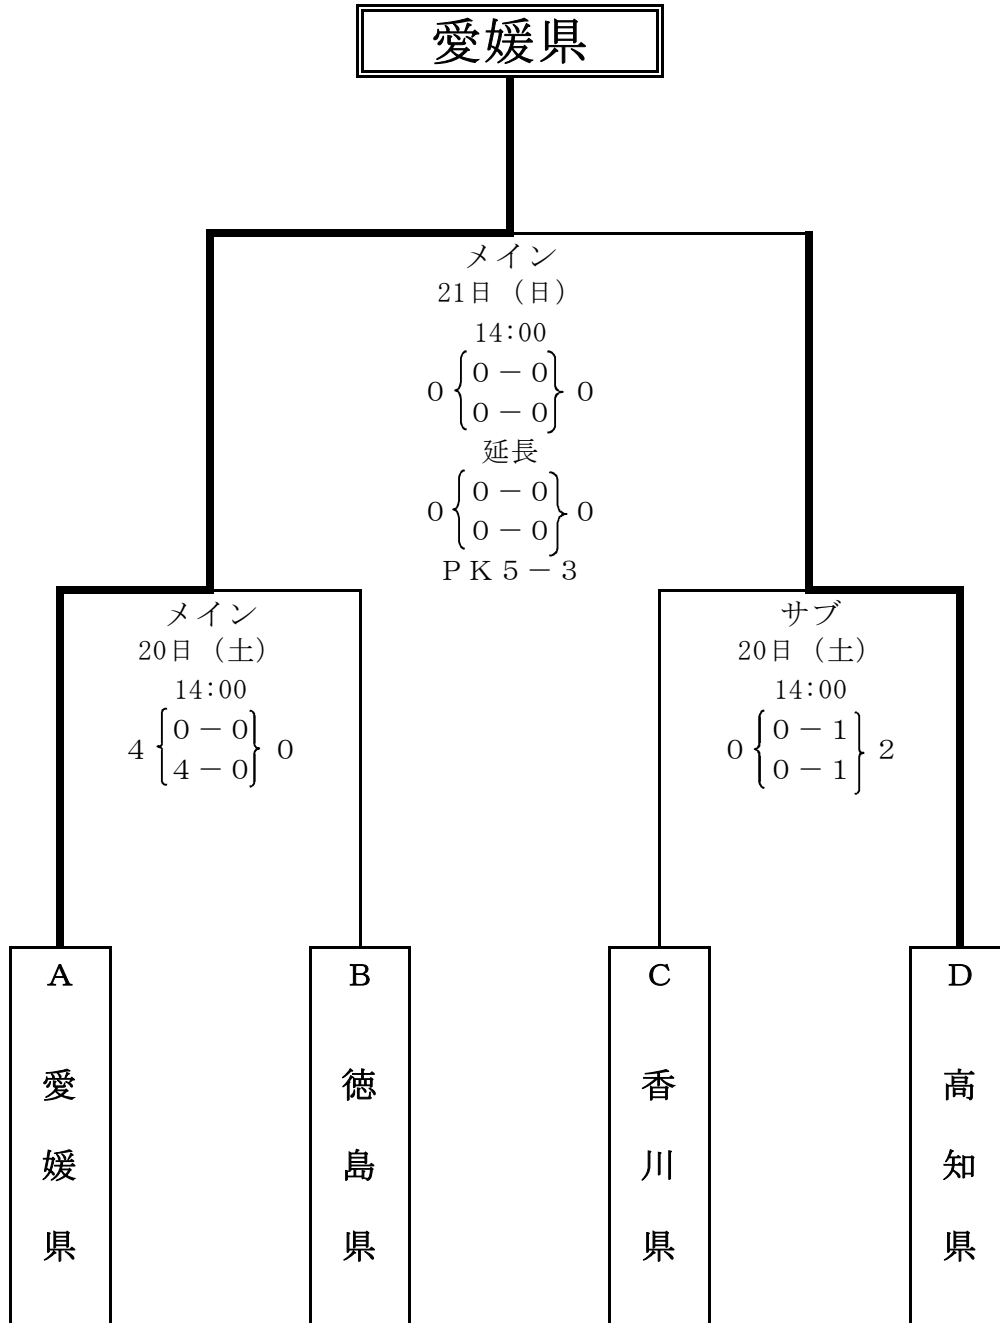 愛媛県
メイン
21日（日）
14：00
０ ０－０ ０
０－０
延長
０ ０－０ ０
０－０
ＰＫ５－３
メイン
20日（土）
14：00
４ ０－０ ０
４－０
サブ
20日（土）
14：00
０ ０－１ ２
０－１
Ａ
愛媛県
Ｂ
徳島県
Ｃ
香川県
Ｄ
高知県